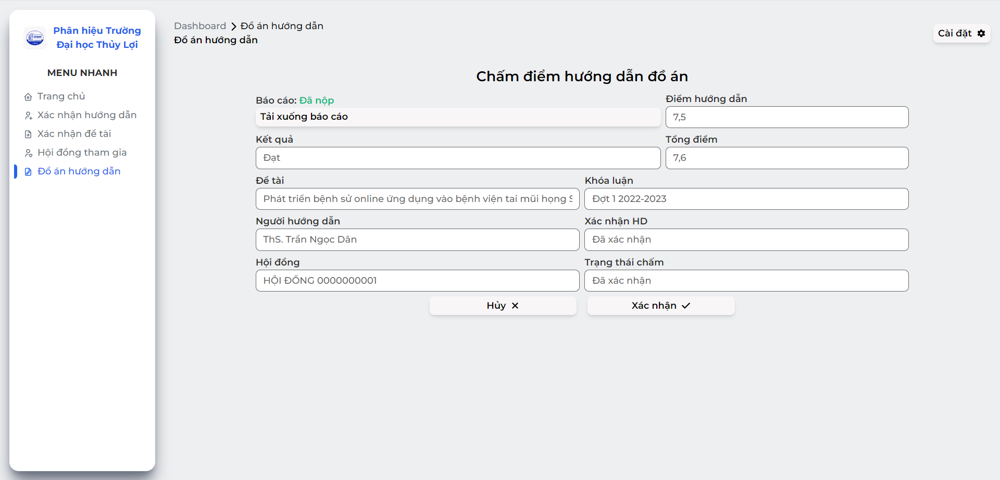 Phân hiệu Trường
Đại học Thủy Lợi
MENU NHANH
Trang chủ
Xác nhận hướng dẫn
Xác nhận đề tài
Hội đồng tham gia
Đồ án hướng dẫn
Dashboard Đồ án hướng dẫn
Đồ án hướng dẫn
Cài đặt
Chấm điểm hướng dẫn đồ án
Báo cáo: Đã nộp
Tải xuống báo cáo
Điểm hướng dẫn
7,5
Kết quả
Đạt
Tổng điểm
7,6
Đề tài
Phát triển bệnh sử online ứng dụng vào bệnh viện tai mũi họng S
Khóa luận
Đợt 1 2022-2023
Người hướng dẫn
ThS. Trần Ngọc Dân
Xác nhận HD
Đã xác nhận
Hội đồng
HỘI ĐỒNG 0000000001
Trạng thái chấm
Đã xác nhận
Hủy
Xác nhận